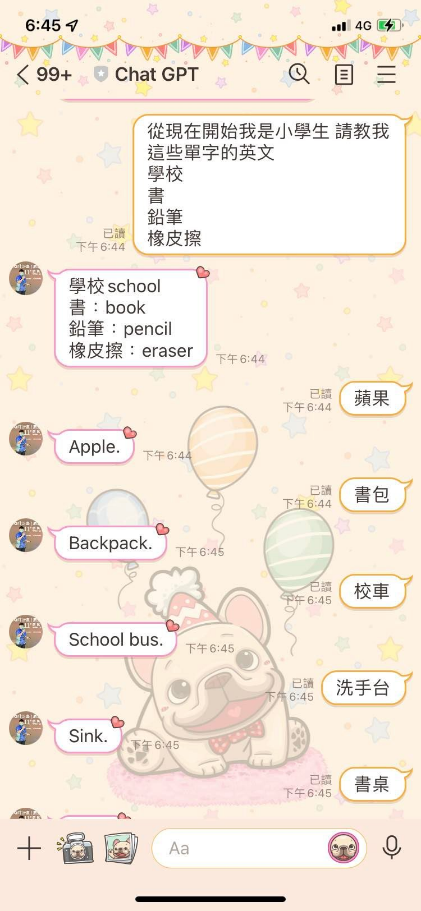 6:45
4G
99+ Chat GPT
從現在開始我是小學生 請教我
這些單字的英文
學校
書
鉛筆
橡皮擦
已讀
下午6:44
學校school
書：book
鉛筆：pencil
橡皮擦：eraser
下午6:44
已讀
下午6:44
蘋果
Apple.
下午6:44
已讀
下午6:44
書包
Backpack.
下午6:45
已讀
下午6:45
校車
School bus.
下午6:45
已讀
下午6:45
洗手台
Sink.
下午6:45
已讀
下午6:45
書桌
Aa